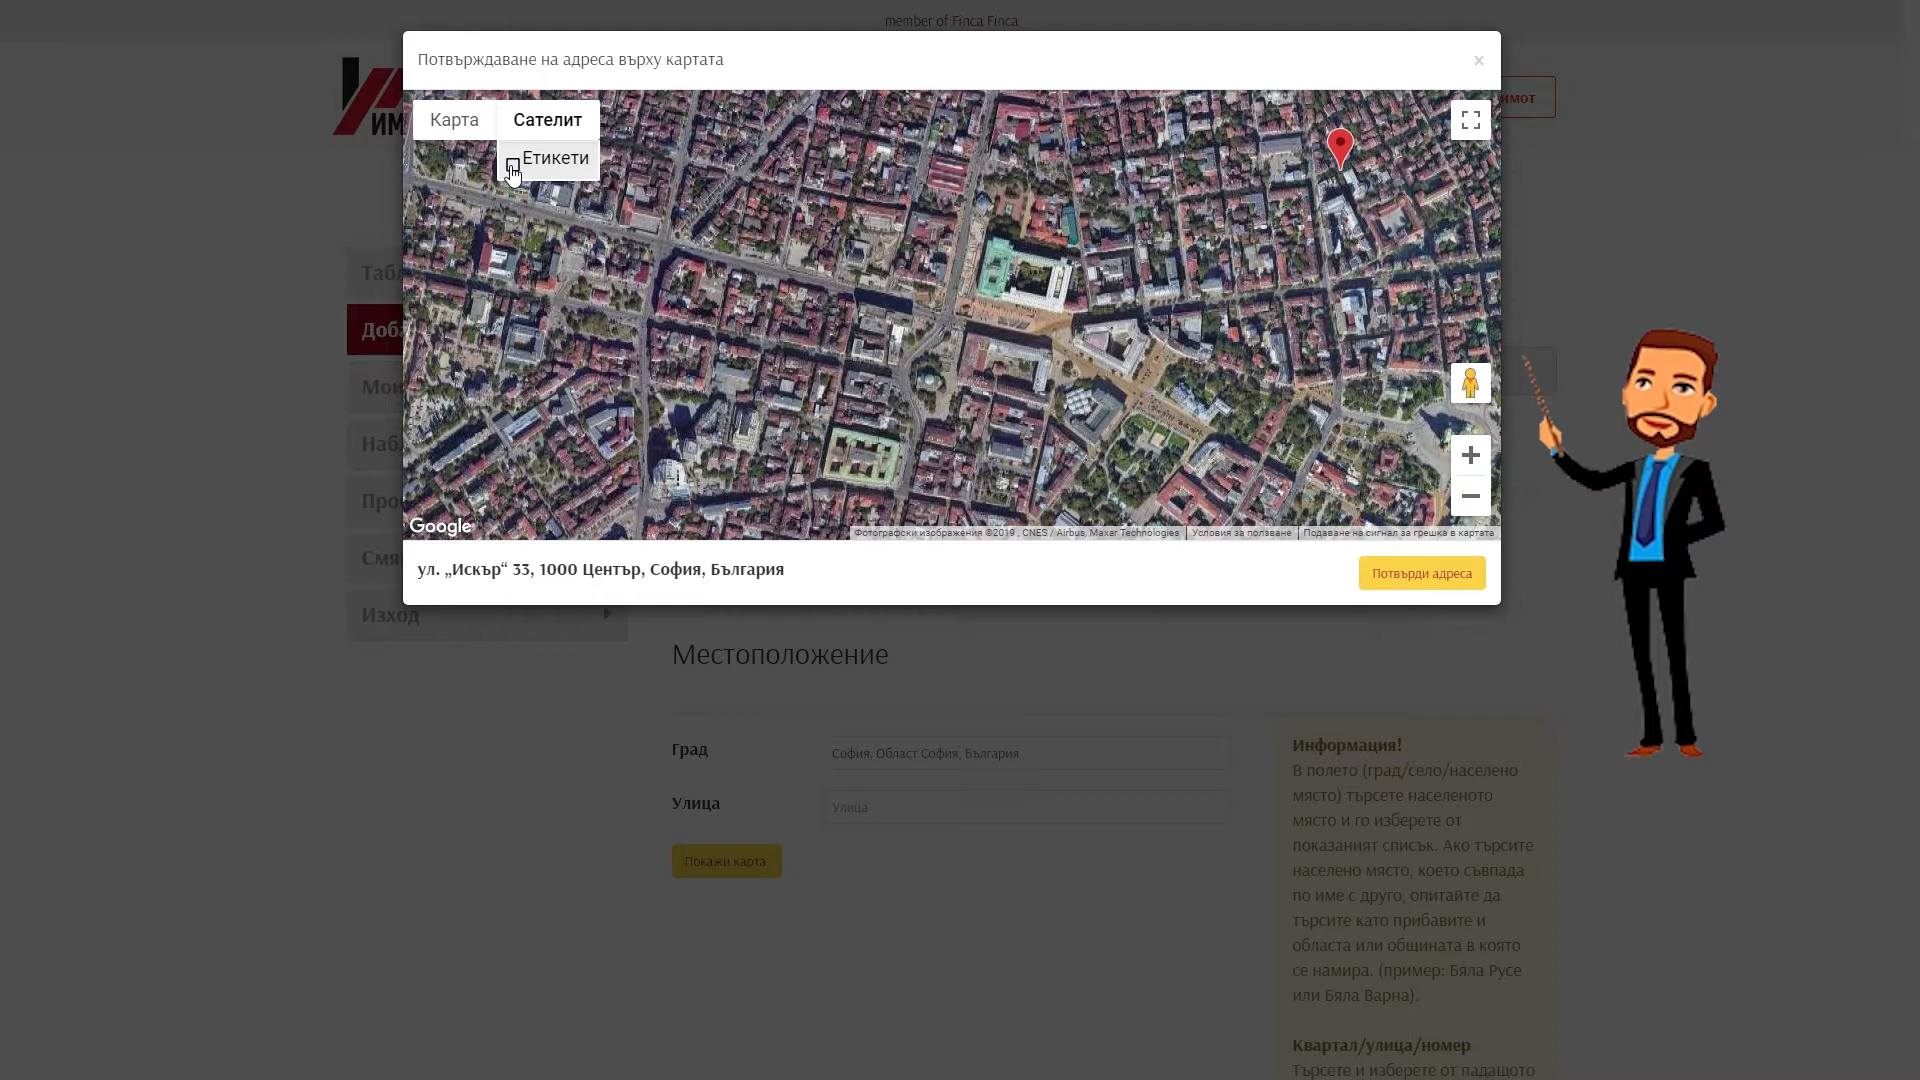 member of Finca Finca
Потвърждаване на адреса върху картата
×
ИМ
имот
Карта
Сателит
Етикети
Google
Фотографски изображения ©2019 , CNES / Airbus, Maxar Technologies
Условия за ползване
Подаване на сигнал за грешка в картата
ул. „Искър“ 33, 1000 Център, София, България
Потвърди адреса
Изход
Местоположение
Град
София, Област София, България
Улица
Улица
Покажи карта
Информация!
В полето (град/село/населено
място) търсете населеното
място и го изберете от
показаният списък. Ако търсите
населено място, което съвпада
по име с друго, опитайте да
търсите като прибавите и
областа или общината в която
се намира. (пример: Бяла Русе
или Бяла Варна).
Квартал/улица/номер
Търсете и изберете от падащото